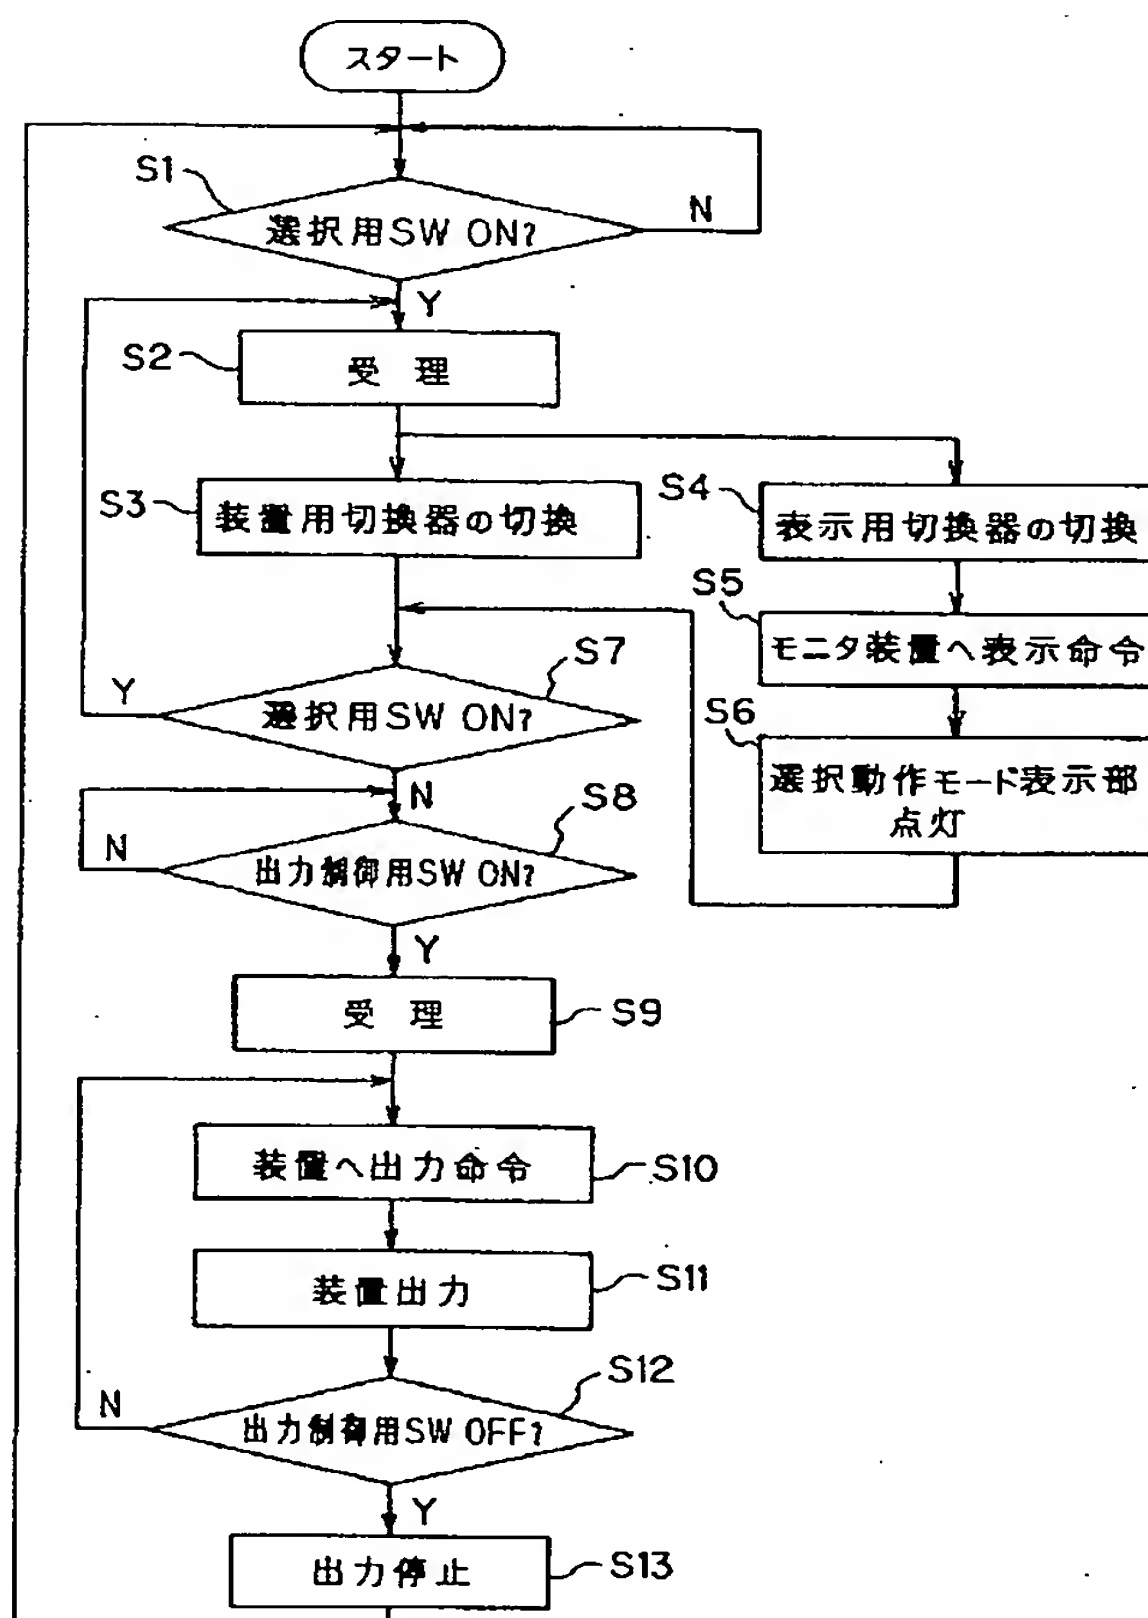 スタート
S1
選択用SW ON?
N
Y
S2
受 理
S3
装置用切換器の切換
S4
表示用切換器の切換
S5
モニタ装置へ表示命令
S6
選択動作モード表示部
点灯
S7
選択用SW ON?
Y
N
S8
出力制御用SW ON?
N
Y
受 理
S9
装置へ出力命令
S10
装置出力
S11
S12
出力制御用SW OFF?
N
Y
出力停止
S13